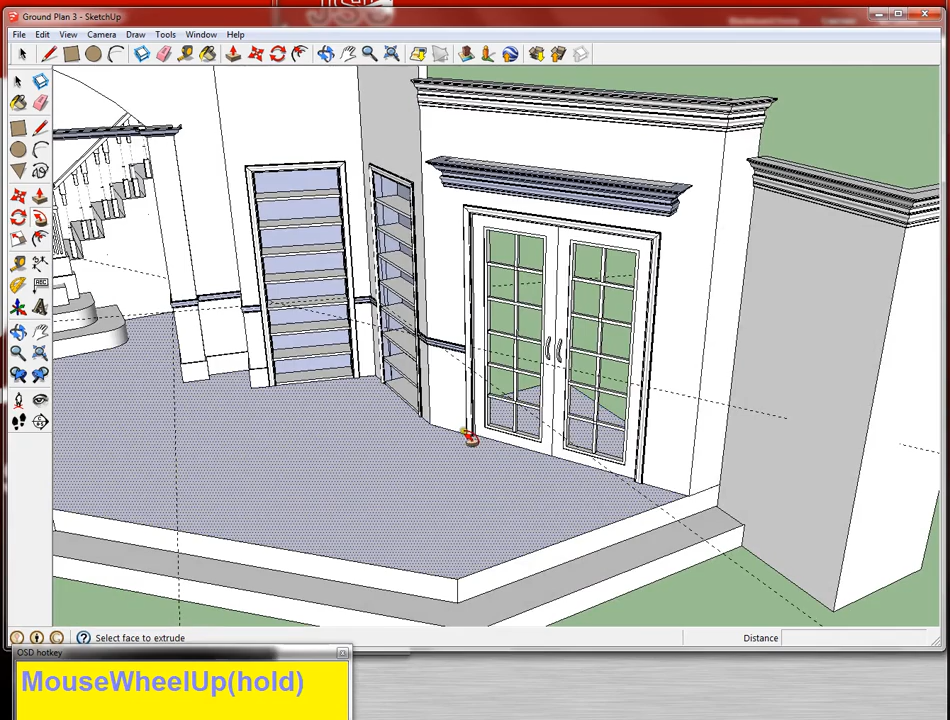 Ground Plan 3 - SketchUp
File Edit View Camera Draw Tools Window Help
Select face to extrude
Distance
OSD hotkey
MouseWheelUp(hold)